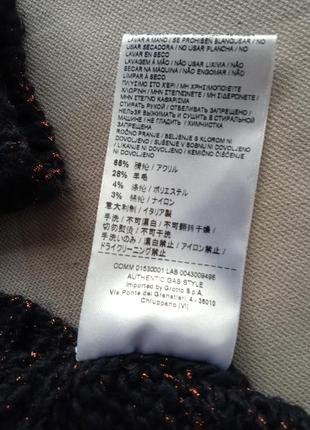 LAVAR A MANO / SE PROHIBEN BLANQUEAR / NO
USAR SECADORA / NO USAR PLANCHA / NO
LAVAR EN SECO
LAVAGEM À MÃO / NÃO USAR LIXIVIA / NÃO
SECAR NA MÁQUINA / NÃO ENGOMAR / NÃO
LIMPAR À SECO
ΠΛΥΣΙΜΟ ΣΤΟ ΧΕΡΙ / ΜΗ ΧΡΗΣΙΜΟΠΟΙΕΙΤΕ
ΧΛΩΡΙΝΗ / ΜΗΝ ΣΤΕΓΝΩΝΕΤΕ / ΜΗ ΣΙΔΕΡΩΝΕΤΕ /
ΟΧΙ ΣΤΕΓΝΟ ΚΑΘΑΡΙΣΜΑ
СТИРАТЬ РУКОЙ / ОТБЕЛИВАТЬ ЗАПРЕЩЕНО /
НЕЛЬЗЯ ВЫЖИМАТЬ И СУШИТЬ В СТИРАЛЬНОЙ
МАШИНЕ / НЕ ГЛАДИТЬ / ХИМЧИСТКА
ЗАПРЕЩЕНА
ROČNO PRANJE / BELJENJE S KLOROM NI
DOVOLJENO / SUŠENJE V BOBNU NI DOVOLJENO
/ LIKANJE NI DOVOLJENO / KEMIČNO ČIŠČENJE
NI DOVOLJENO
65% 腈纶 / アクリル
28% 羊毛
4% 涤纶 / ポリエステル
3% 锦纶 / ナイロン
意大利制 / イタリア製
手洗 / 不可漂白 / 不可翻转干燥 /
切勿熨烫 / 不可干洗
手洗いのみ / 漂白禁止 / アイロン禁止 /
ドライクリーニング禁止
COMM 01530001 LAB 0043009496
AUTHENTIC GAS STYLE
Imported by Grotto S.p.A.
Via Ponte dei Granatieri, 4 - 36010
Chiuppano (VI)